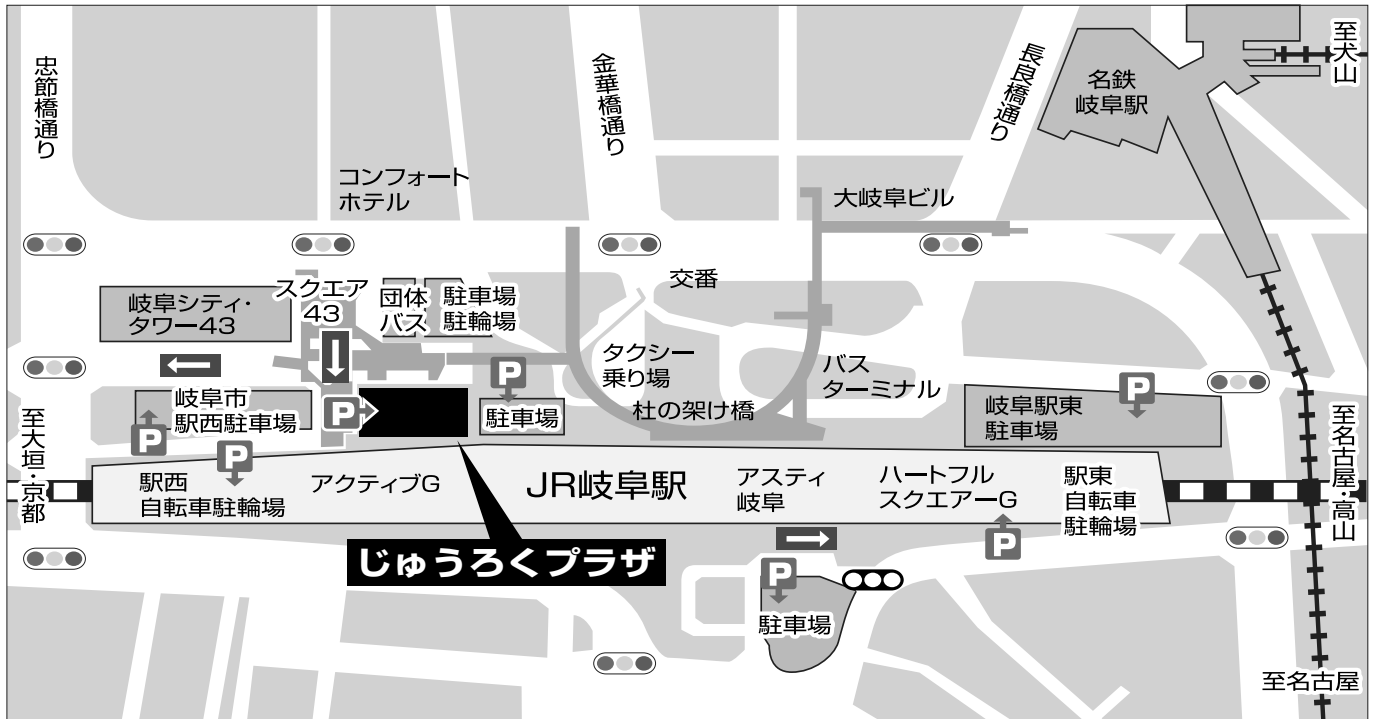 忠節橋通り
金華橋通り
長良橋通り
名鉄
岐阜駅
至犬山
コンフォート
ホテル
大岐阜ビル
交番
スクエア
43
団体
バス
駐車場
駐輪場
岐阜シティ・
タワー43
タクシー
乗り場
バス
ターミナル
杜の架け橋
P
P
岐阜市
駅西駐車場
P
駐車場
P
岐阜駅東
駐車場
P
至大垣・京都
至名古屋・高山
駅西
自転車駐輪場
アクティブG
JR岐阜駅
アスティ
岐阜
ハートフル
スクエアーG
駅東
自転車
駐輪場
P
じゅうろくプラザ
P
駐車場
至名古屋